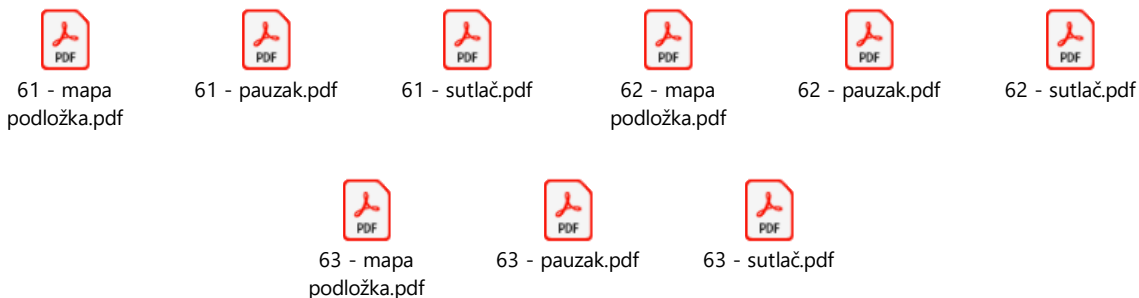 PDF PDF PDF PDF PDF PDF
61 - mapa podložka.pdf
61 - pauzak.pdf
61 - sutlač.pdf
62 - mapa podložka.pdf
62 - pauzak.pdf
62 - sutlač.pdf
PDF PDF PDF
63 - mapa podložka.pdf
63 - pauzak.pdf
63 - sutlač.pdf